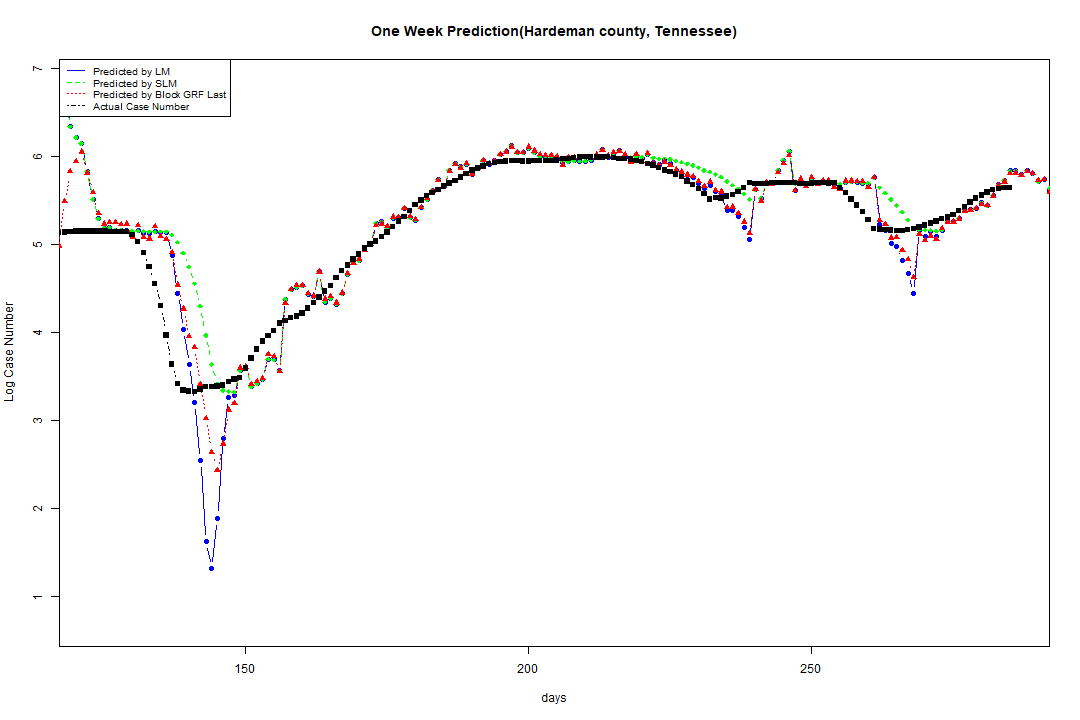 One Week Prediction(Hardeman county, Tennessee)
Predicted by LM
Predicted by SLM
Predicted by Block GRF Last
Actual Case Number
7
6
5
4
3
2
1
Log Case Number
150
200
250
days